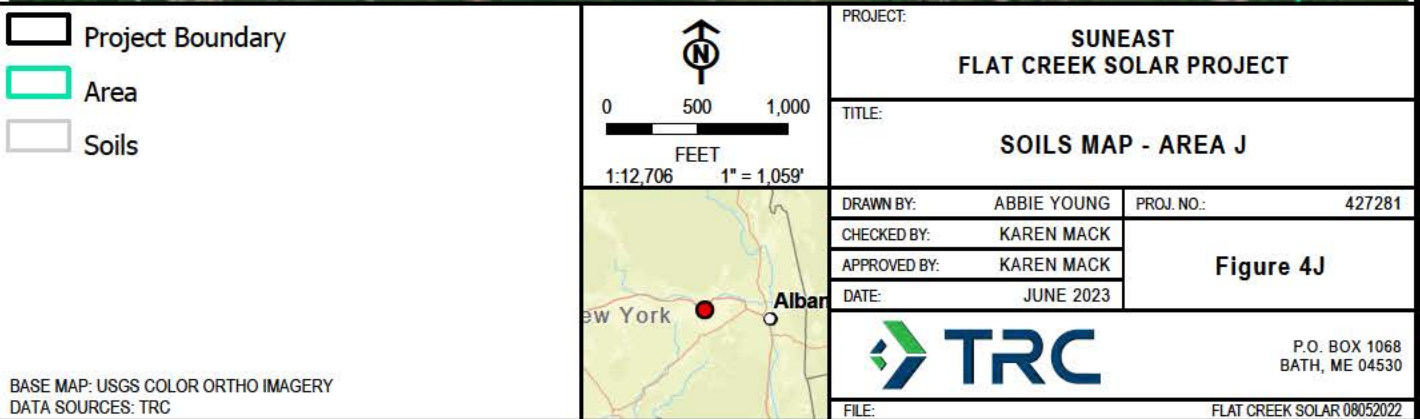 Project Boundary
Area
Soils
BASE MAP: USGS COLOR ORTHO IMAGERY
DATA SOURCES: TRC
N
0 500 1,000
FEET
1:12,706 1" = 1,059'
ew York
Alban
PROJECT:
SUNEAST
FLAT CREEK SOLAR PROJECT
TITLE:
SOILS MAP - AREA J
DRAWN BY: ABBIE YOUNG PROJ. NO.: 427281
CHECKED BY: KAREN MACK
APPROVED BY: KAREN MACK
Figure 4J
DATE: JUNE 2023
TRC
P.O. BOX 1068
BATH, ME 04530
FILE: FLAT CREEK SOLAR 08052022